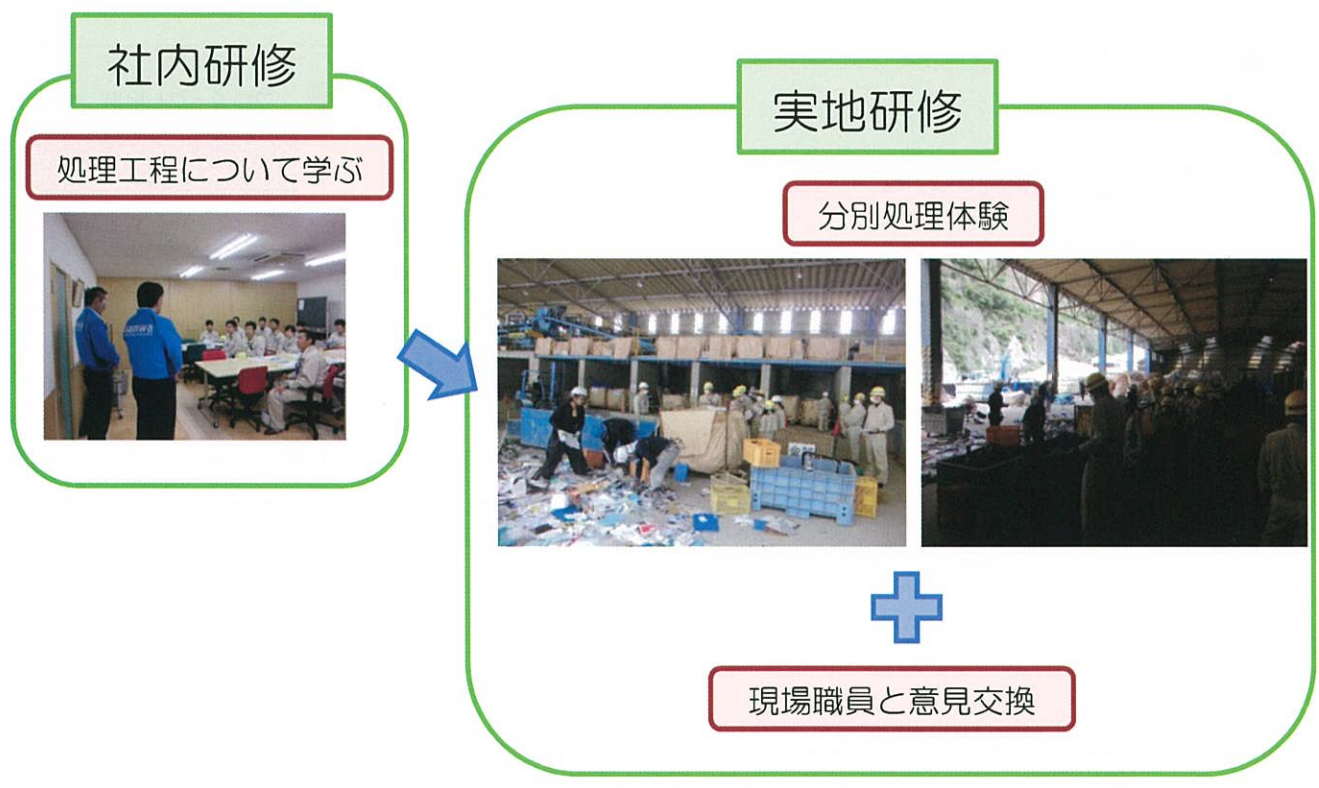 社内研修
処理工程について学ぶ
実地研修
分別処理体験
現場職員と意見交換